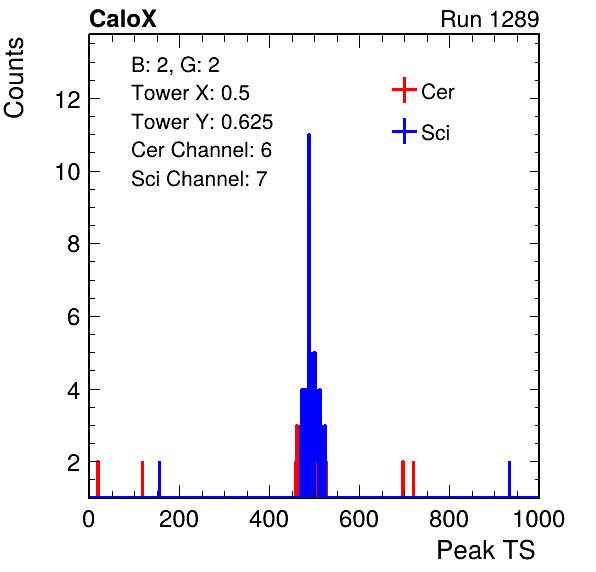 CaloX Run 1289
Counts
B: 2, G: 2
Tower X: 0.5
Tower Y: 0.625
Cer Channel: 6
Sci Channel: 7
Cer
Sci
12
10
8
6
4
2
0 200 400 600 800 1000
Peak TS